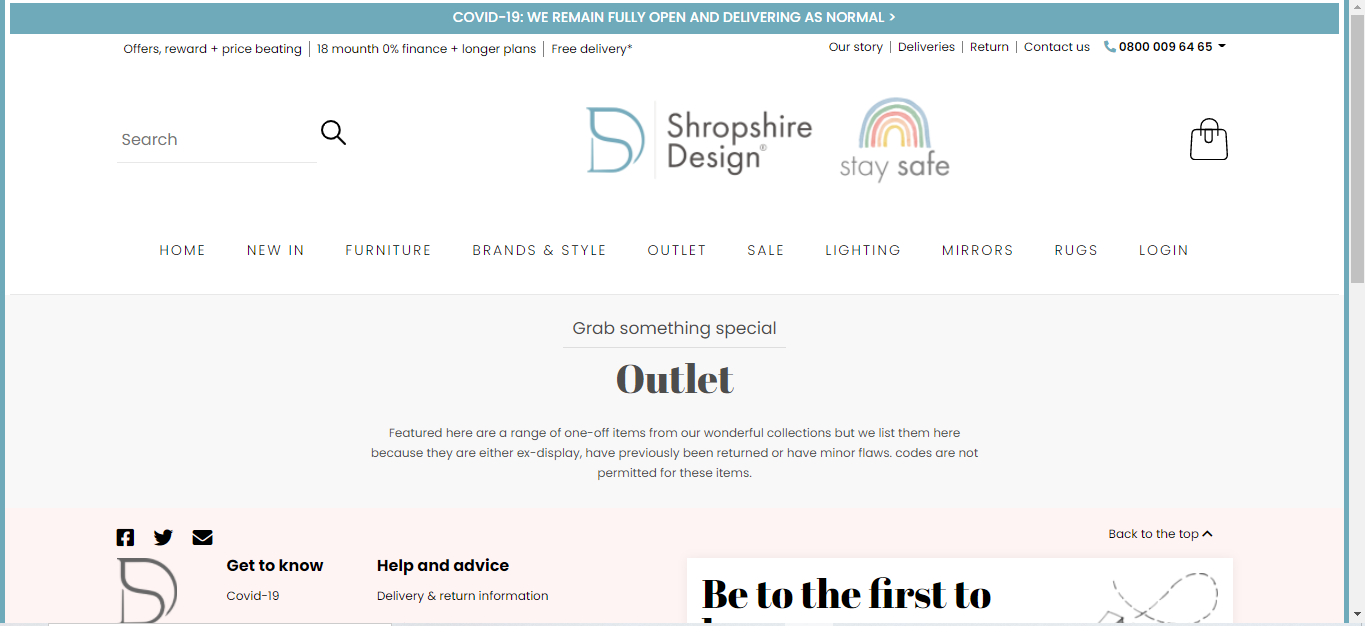 COVID-19: WE REMAIN FULLY OPEN AND DELIVERING AS NORMAL >
Offers, reward + price beating | 18 mounth 0% finance + longer plans | Free delivery*
Our story | Deliveries | Return | Contact us 0800 009 64 65
Search
Shropshire
Design®
stay safe
HOME NEW IN FURNITURE BRANDS & STYLE OUTLET SALE LIGHTING MIRRORS RUGS LOGIN
Grab something special
Outlet
Featured here are a range of one-off items from our wonderful collections but we list them here
because they are either ex-display, have previously been returned or have minor flaws. codes are not
permitted for these items.
Back to the top
Get to know
Covid-19
Help and advice
Delivery & return information
Be to the first to